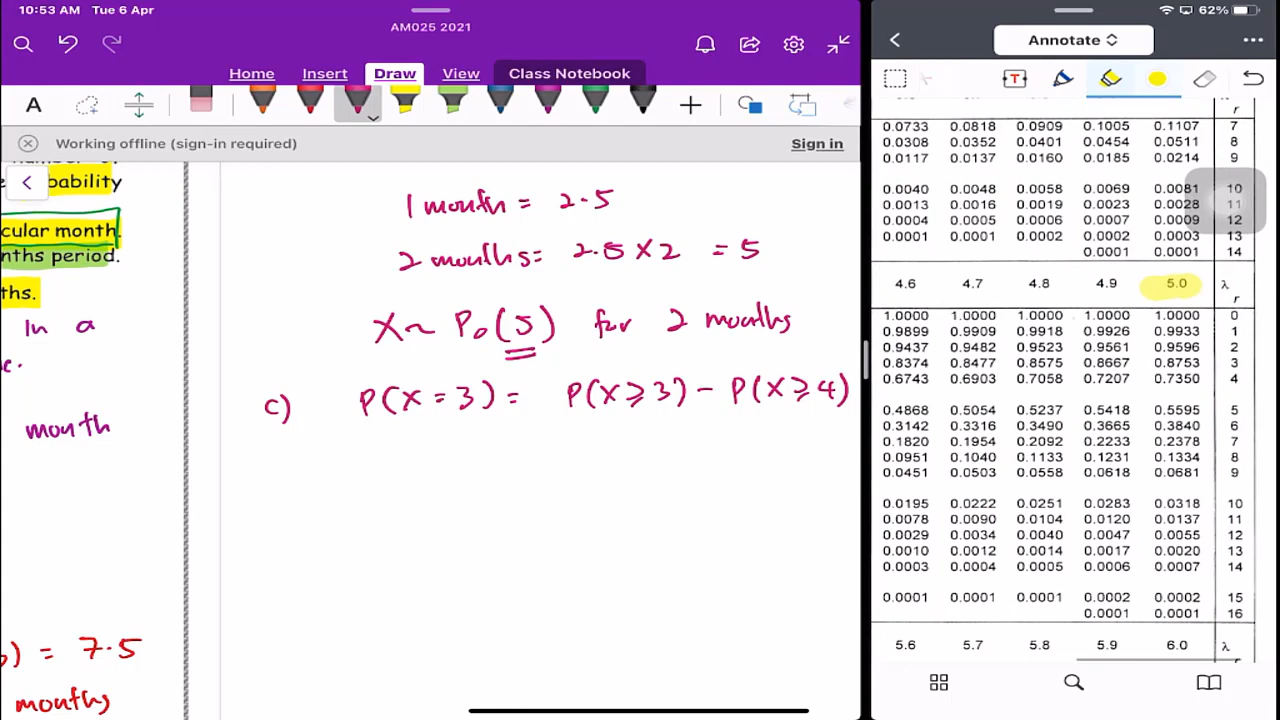 10:53 AM Tue 6 Apr
62%
AM025 2021
Home Insert Draw View Class Notebook
A
Working offline (sign-in required)
Sign in
bability
cular month.
nths period.
ths.
In a
month
= 7.5
months
1 month = 2.5
2 months = 2.5 X 2 = 5
X ~ Po (5) for 2 months
c) P(X = 3) = P(X ≥ 3) - P(X ≥ 4)
Annotate
T
r
0.0733 0.0818 0.0909 0.1005 0.1107 7
0.0308 0.0352 0.0401 0.0454 0.0511 8
0.0117 0.0137 0.0160 0.0185 0.0214 9
0.0040 0.0048 0.0058 0.0069 0.0081 10
0.0013 0.0016 0.0019 0.0023 0.0028 11
0.0004 0.0005 0.0006 0.0007 0.0009 12
0.0001 0.0001 0.0002 0.0002 0.0003 13
0.0001 0.0001 14
4.6 4.7 4.8 4.9 5.0 λ
r
1.0000 1.0000 1.0000 1.0000 1.0000 0
0.9899 0.9909 0.9918 0.9926 0.9933 1
0.9437 0.9482 0.9523 0.9561 0.9596 2
0.8374 0.8477 0.8575 0.8667 0.8753 3
0.6743 0.6903 0.7058 0.7207 0.7350 4
0.4868 0.5054 0.5237 0.5418 0.5595 5
0.3142 0.3316 0.3490 0.3665 0.3840 6
0.1820 0.1954 0.2092 0.2233 0.2378 7
0.0951 0.1040 0.1133 0.1231 0.1334 8
0.0451 0.0503 0.0558 0.0618 0.0681 9
0.0195 0.0222 0.0251 0.0283 0.0318 10
0.0078 0.0090 0.0104 0.0120 0.0137 11
0.0029 0.0034 0.0040 0.0047 0.0055 12
0.0010 0.0012 0.0014 0.0017 0.0020 13
0.0003 0.0004 0.0005 0.0006 0.0007 14
0.0001 0.0001 0.0001 0.0002 0.0002 15
0.0001 0.0001 16
5.6 5.7 5.8 5.9 6.0 λ